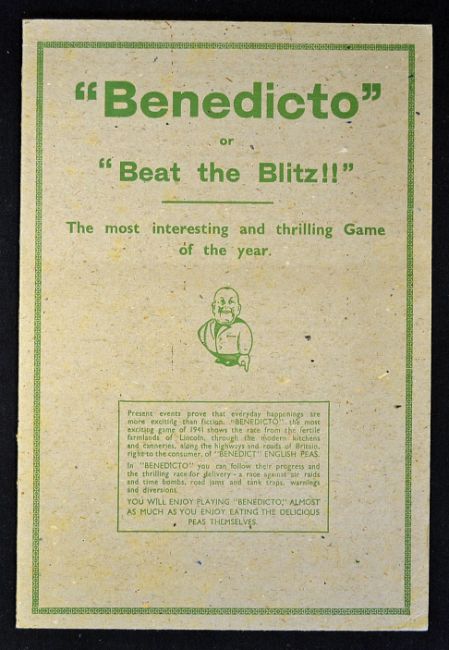 “Benedicto”
or
“Beat the Blitz!!”
The most interesting and thrilling Game
of the year.
Present events prove that everyday happenings are
more exciting than fiction. “BENEDICTO” the most
exciting game of 1941 shows the race from the fertile
farmlands of Lincoln, through the modern kitchens
and canneries, along the highways and roads of Britain,
right to the consumer, of “BENEDICT” ENGLISH PEAS.
In “BENEDICTO” you can follow their progress and
the thrilling race for delivery—a race against air raids
and time bombs, road jams and tank traps, warnings
and diversions.
YOU WILL ENJOY PLAYING “BENEDICTO,” ALMOST
AS MUCH AS YOU ENJOY EATING THE DELICIOUS
PEAS THEMSELVES.